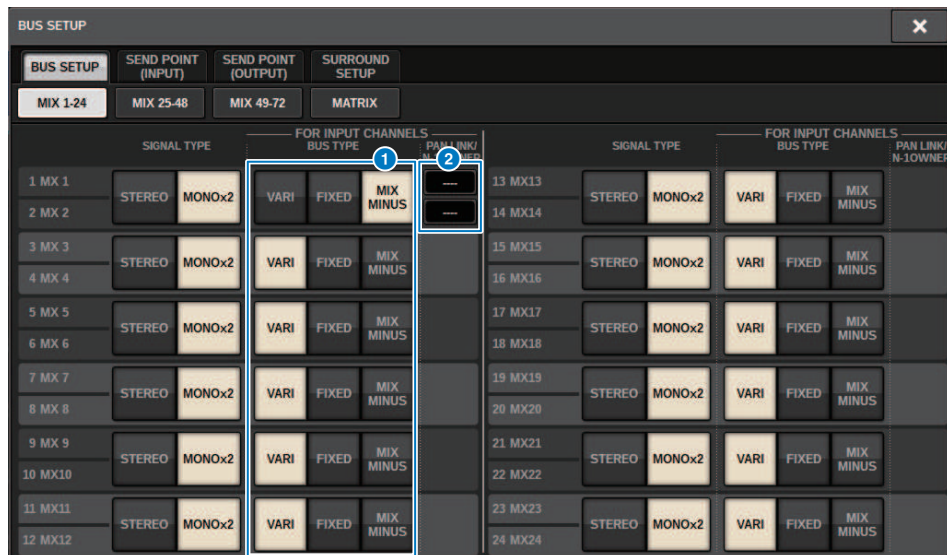 BUS SETUP
BUS SETUP
SEND POINT
(INPUT)
SEND POINT
(OUTPUT)
SURROUND
SETUP
MIX 1-24
MIX 25-48
MIX 49-72
MATRIX
FOR INPUT CHANNELS
SIGNAL TYPE
BUS TYPE
PAN LINK/
N-1OWNER
1
2
1 MX 1
2 MX 2
STEREO
MONOx2
VARI
FIXED
MIX
MINUS
----
----
3 MX 3
4 MX 4
STEREO
MONOx2
VARI
FIXED
MIX
MINUS
5 MX 5
6 MX 6
STEREO
MONOx2
VARI
FIXED
MIX
MINUS
7 MX 7
8 MX 8
STEREO
MONOx2
VARI
FIXED
MIX
MINUS
9 MX 9
10 MX10
STEREO
MONOx2
VARI
FIXED
MIX
MINUS
11 MX11
12 MX12
STEREO
MONOx2
VARI
FIXED
MIX
MINUS
FOR INPUT CHANNELS
SIGNAL TYPE
BUS TYPE
PAN LINK/
N-1OWNER
13 MX13
14 MX14
STEREO
MONOx2
VARI
FIXED
MIX
MINUS
15 MX15
16 MX16
STEREO
MONOx2
VARI
FIXED
MIX
MINUS
17 MX17
18 MX18
STEREO
MONOx2
VARI
FIXED
MIX
MINUS
19 MX19
20 MX20
STEREO
MONOx2
VARI
FIXED
MIX
MINUS
21 MX21
22 MX22
STEREO
MONOx2
VARI
FIXED
MIX
MINUS
23 MX23
24 MX24
STEREO
MONOx2
VARI
FIXED
MIX
MINUS